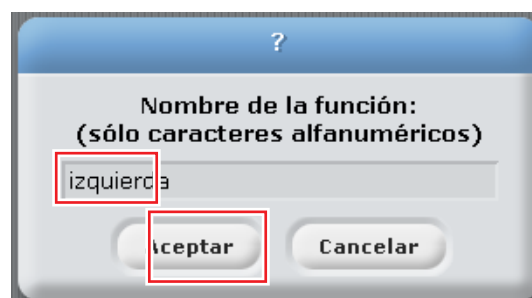 ?
Nombre de la función:
(sólo caracteres alfanuméricos)
izquierda
Aceptar Cancelar